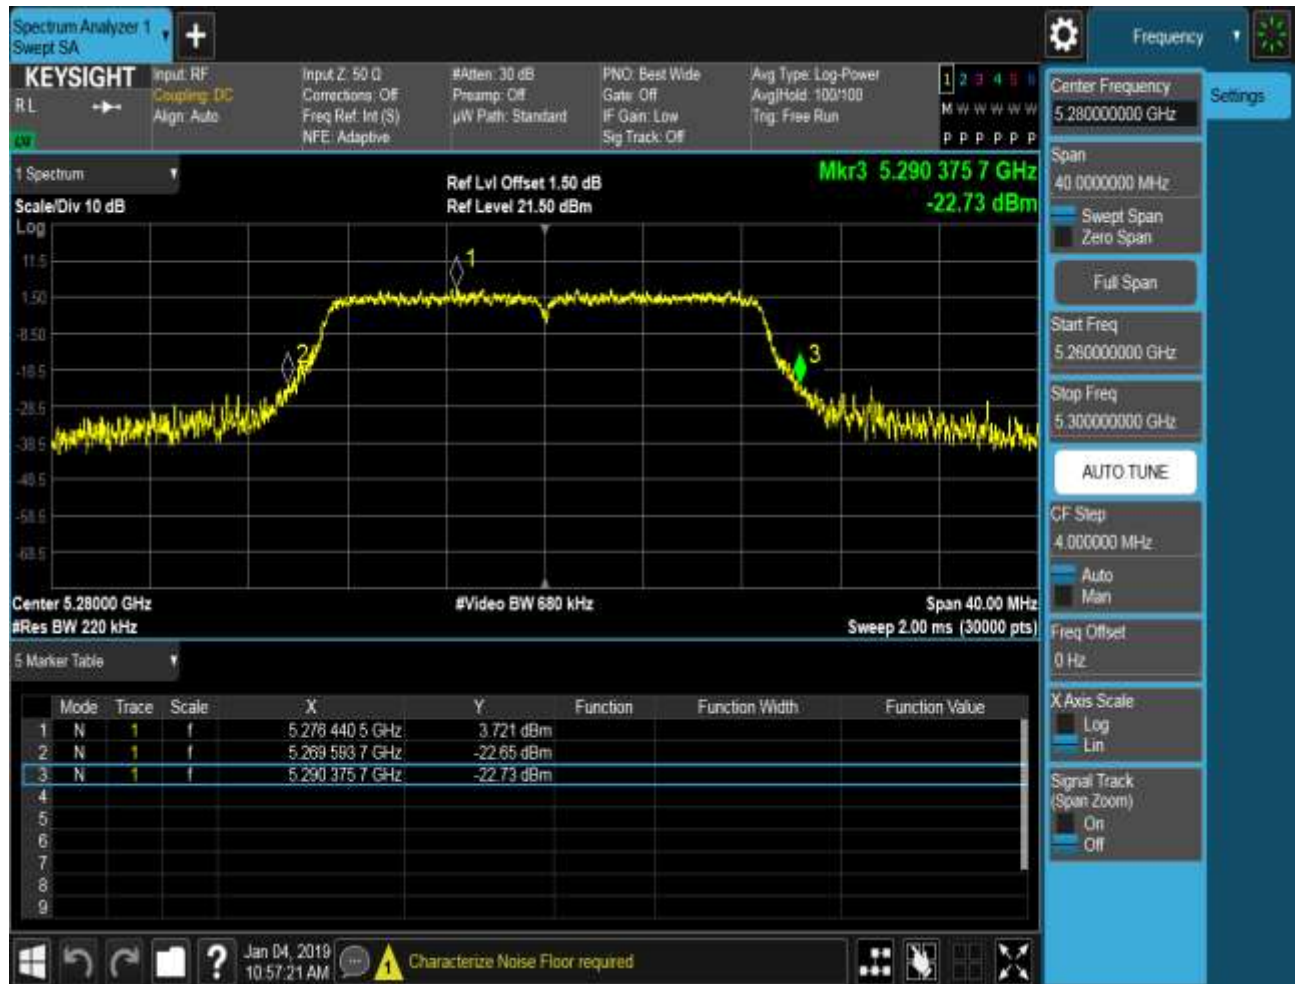 Spectrum Analyzer 1
Swept SA
Frequency
KEYSIGHT
RL
Input: RF
Coupling: DC
Align: Auto
Input Z: 50 Ω
Corrections: Off
Freq Ref: Int (S)
NFE: Adaptive
#Atten: 30 dB
Preamp: Off
µW Path: Standard
PNO: Best Wide
Gate: Off
IF Gain: Low
Sig Track: Off
Avg Type: Log-Power
Avg|Hold: 100/100
Trig: Free Run
1 2 3 4 5 6
M W W W W W
P P P P P P
1 Spectrum
Scale/Div 10 dB
Log
Ref Lvl Offset 1.50 dB
Ref Level 21.50 dBm
Mkr3 5.290 375 7 GHz
-22.73 dBm
11.5
1.50
-8.50
-18.5
-28.5
-38.5
-48.5
-58.5
-68.5
1
2
3
Center 5.28000 GHz
#Res BW 220 kHz
#Video BW 680 kHz
Span 40.00 MHz
Sweep 2.00 ms (30000 pts)
5 Marker Table
Mode Trace Scale X Y Function Function Width Function Value
1 N 1 f 5.276 440 5 GHz 3.721 dBm
2 N 1 f 5.269 593 7 GHz -22.65 dBm
3 N 1 f 5.290 375 7 GHz -22.73 dBm
4
5
6
7
8
9
Center Frequency
5.280000000 GHz
Settings
Span
40.0000000 MHz
Swept Span
Zero Span
Full Span
Start Freq
5.260000000 GHz
Stop Freq
5.300000000 GHz
AUTO TUNE
CF Step
4.000000 MHz
Auto
Man
Freq Offset
0 Hz
X Axis Scale
Log
Lin
Signal Track
(Span Zoom)
On
Off
?
Jan 04, 2019
10:57:21 AM
1
Characterize Noise Floor required